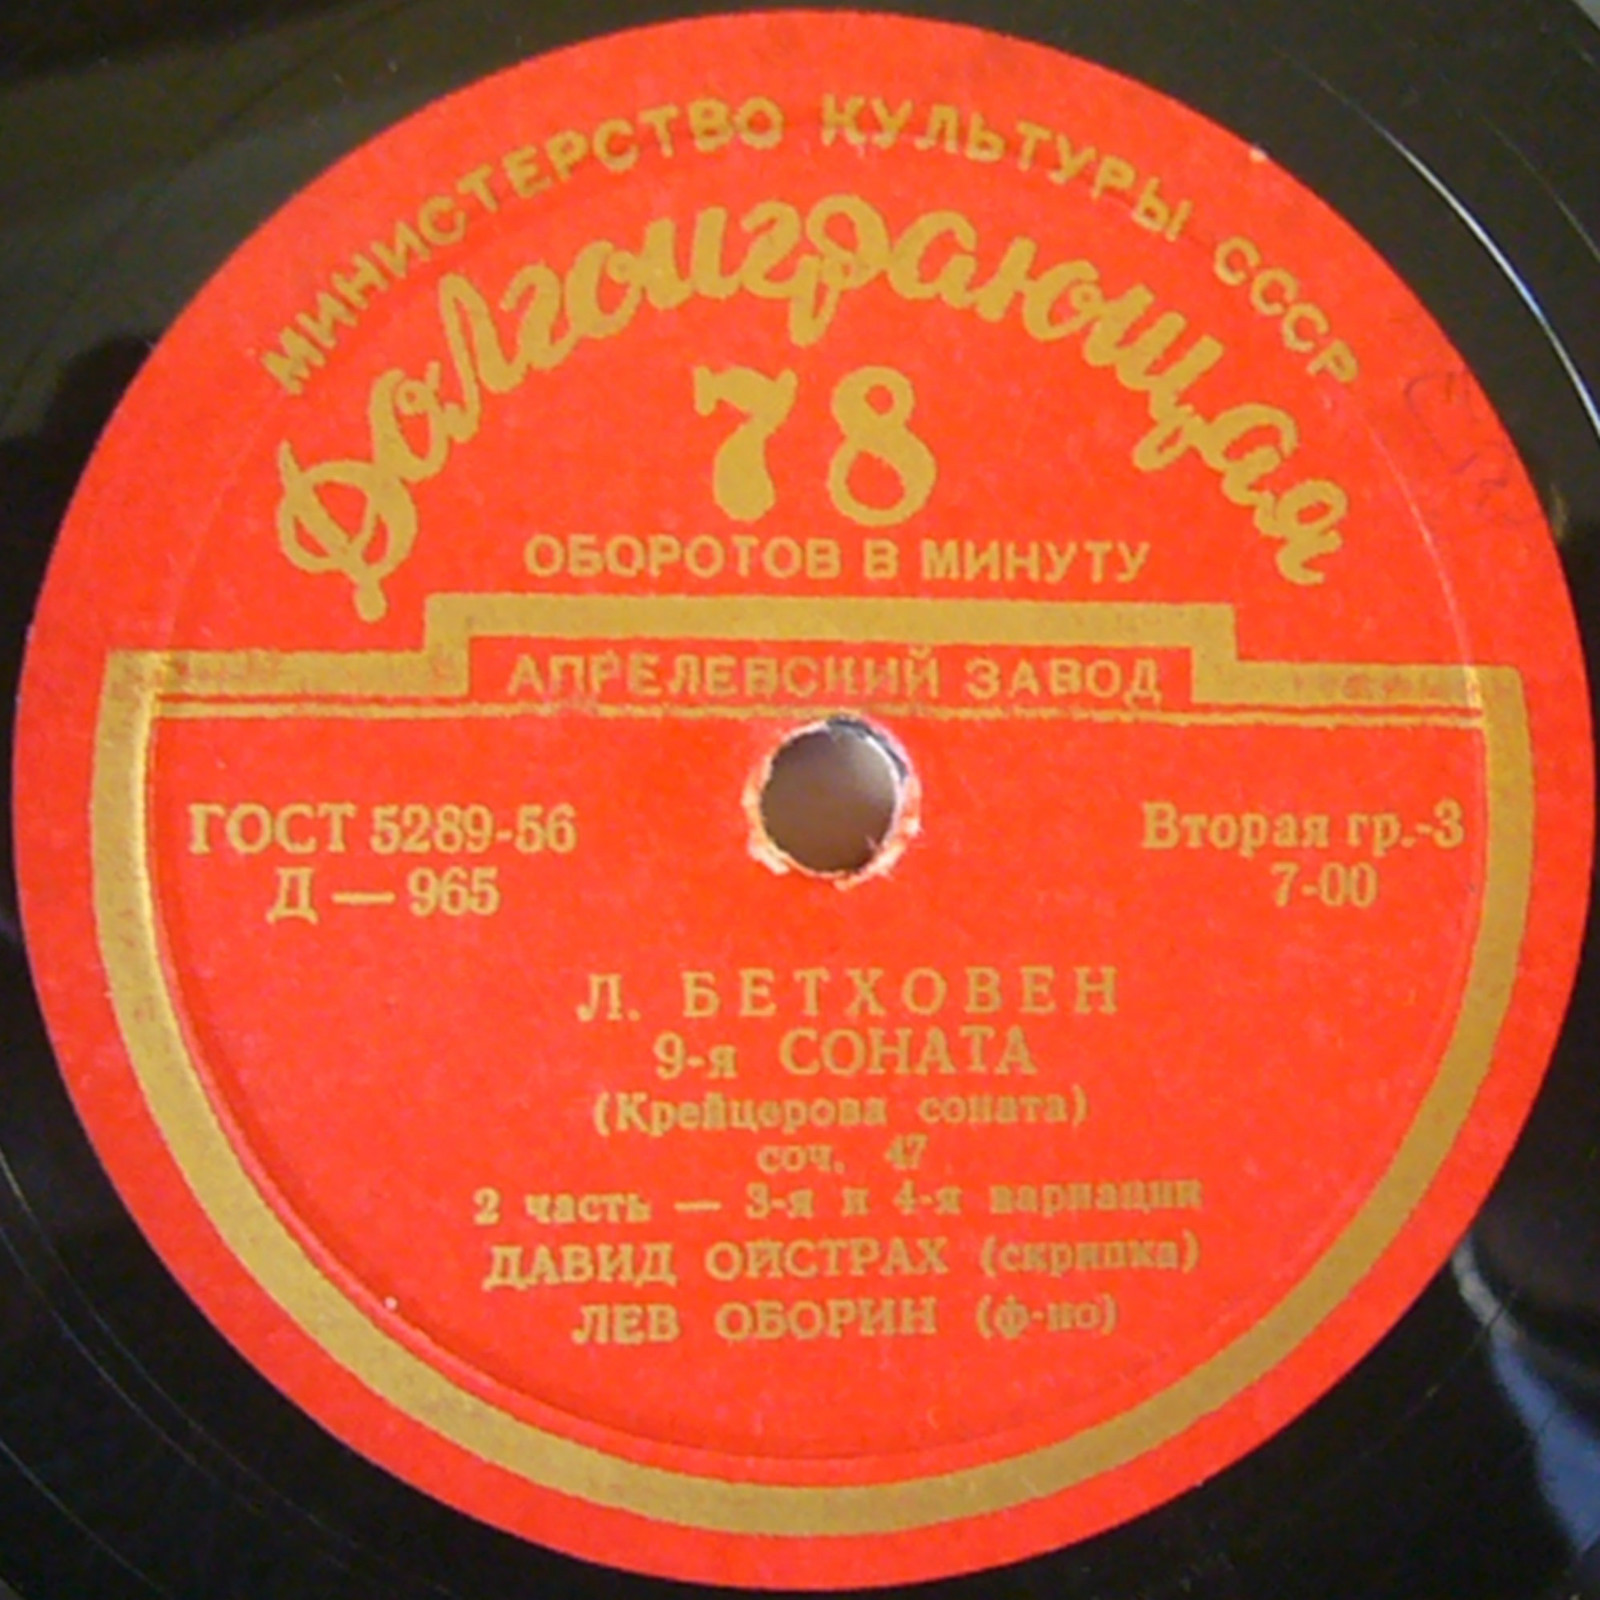 МИНИСТЕРСТВО КУЛЬТУРЫ СССР
Долгоиграющая
78
ОБОРОТОВ В МИНУТУ
АПРЕЛЕВСКИЙ ЗАВОД
ГОСТ 5289-56
Д — 965
Вторая гр.-3
7-00
Л. БЕТХОВЕН
9-я СОНАТА
(Крейцерова соната)
соч. 47
2 часть — 3-я и 4-я вариации
ДАВИД ОЙСТРАХ (скрипка)
ЛЕВ ОБОРИН (ф-но)